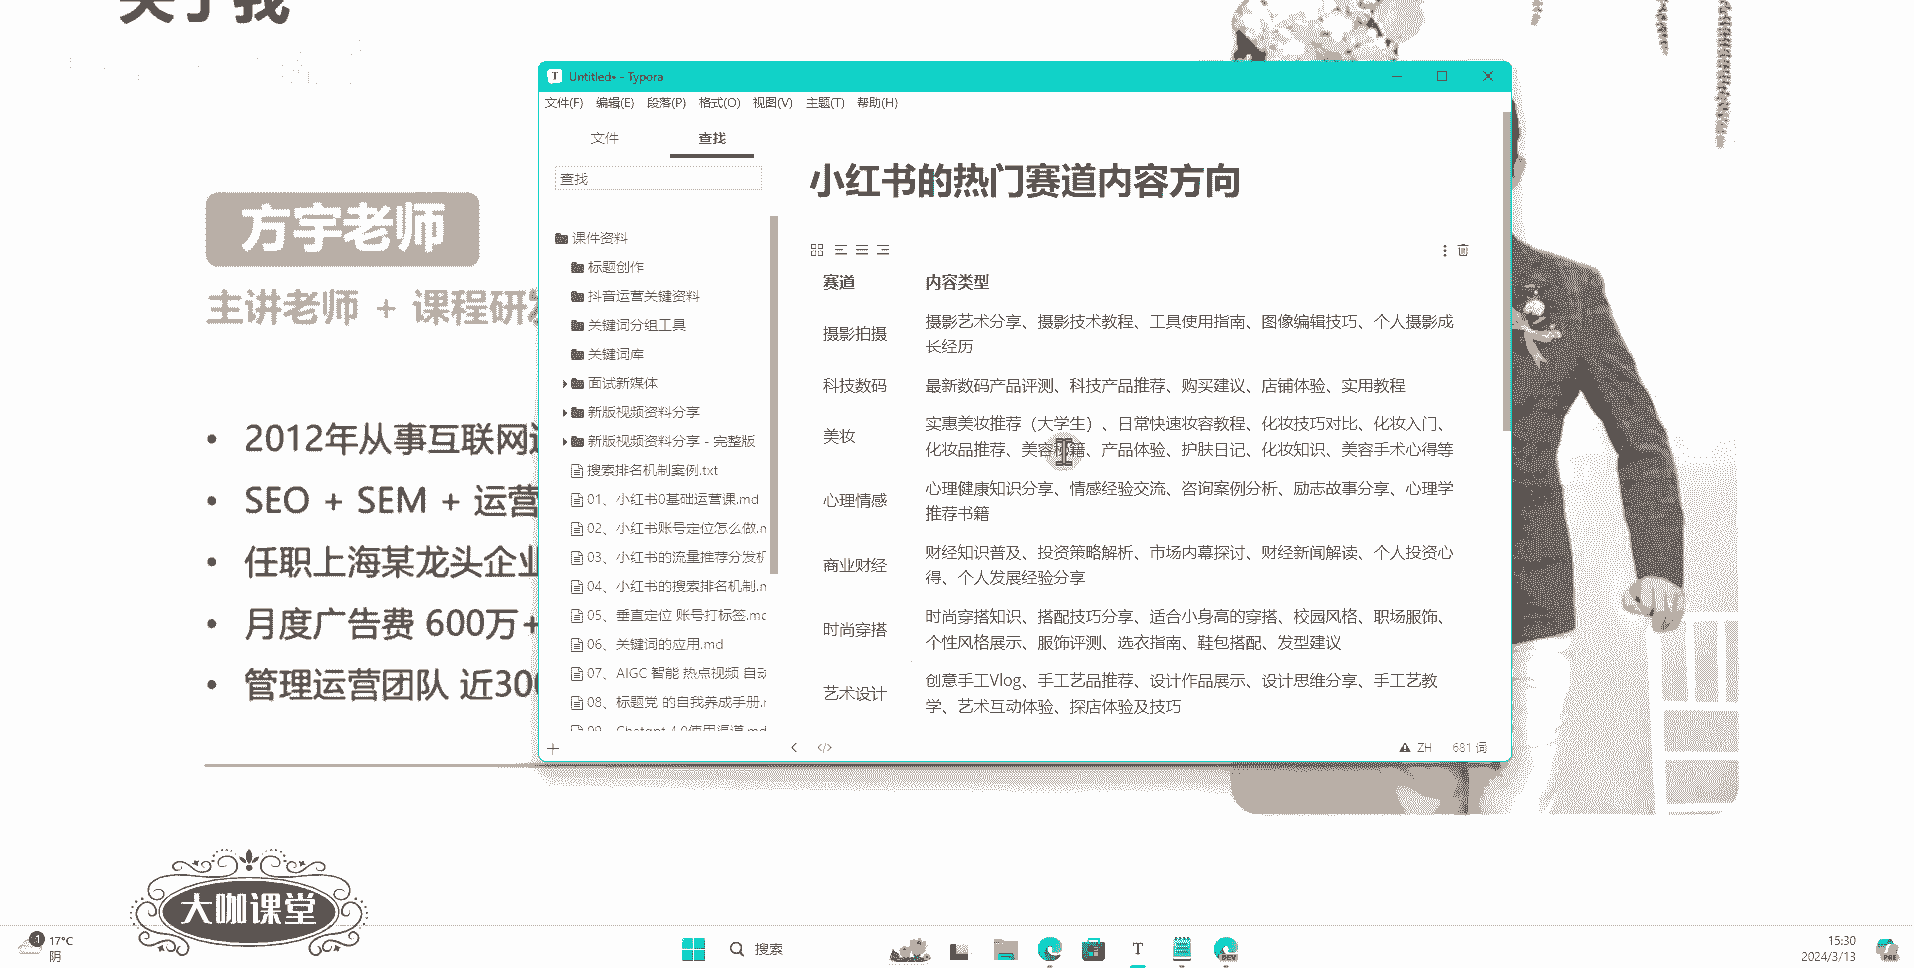 关于我
方宇老师
主讲老师 + 课程研发
2012年从事互联网
SEO + SEM + 运营
任职上海某龙头企业
月度广告费 600万+
管理运营团队 近300
大咖课堂
Untitled• - Typora
文件(F) 编辑(E) 段落(P) 格式(O) 视图(V) 主题(T) 帮助(H)
文件 查找
查找
课件资料
标题创作
抖音运营关键资料
关键词分组工具
关键词库
面试新媒体
新版视频资料分享
新版视频资料分享 - 完整版
搜索排名机制案例.txt
01、小红书0基础运营课.md
02、小红书账号定位怎么做.m
03、小红书的流量推荐分发机
04、小红书的搜索排名机制.m
05、垂直定位 账号打标签.md
06、关键词的应用.md
07、AIGC 智能 热点视频 自动
08、标题党 的自我养成手册.r
09、Chatgpt 4.0使用渠道.md
小红书的热门赛道内容方向
赛道 内容类型
摄影拍摄 摄影艺术分享、摄影技术教程、工具使用指南、图像编辑技巧、个人摄影成
长经历
科技数码 最新数码产品评测、科技产品推荐、购买建议、店铺体验、实用教程
美妆 实惠美妆推荐（大学生）、日常快速妆容教程、化妆技巧对比、化妆入门、
化妆品推荐、美容秘籍、产品体验、护肤日记、化妆知识、美容手术心得等
心理情感 心理健康知识分享、情感经验交流、咨询案例分析、励志故事分享、心理学
推荐书籍
商业财经 财经知识普及、投资策略解析、市场内幕探讨、财经新闻解读、个人投资心
得、个人发展经验分享
时尚穿搭 时尚穿搭知识、搭配技巧分享、适合小身高的穿搭、校园风格、职场服饰、
个性风格展示、服饰评测、选衣指南、鞋包搭配、发型建议
艺术设计 创意手工Vlog、手工艺品推荐、设计作品展示、设计思维分享、手工艺教
学、艺术互动体验、探店体验及技巧
ZH 681 词
1 17°C
阴
搜索
15:30
2024/3/13
DEV
PRE